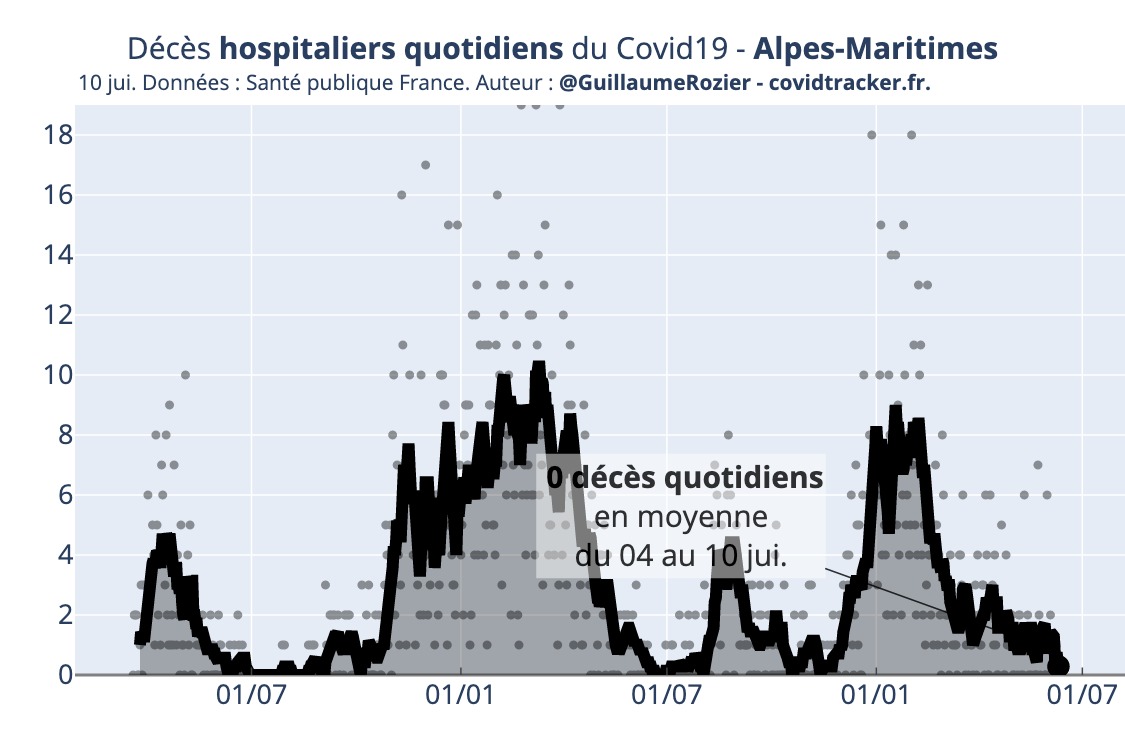 Décès hospitaliers quotidiens du Covid19 - Alpes-Maritimes
10 jui. Données : Santé publique France. Auteur : @GuillaumeRozier - covidtracker.fr.
18
16
14
12
10
8
6
4
2
0
0 décès quotidiens
en moyenne
du 04 au 10 jui.
01/07 01/01 01/07 01/01 01/07